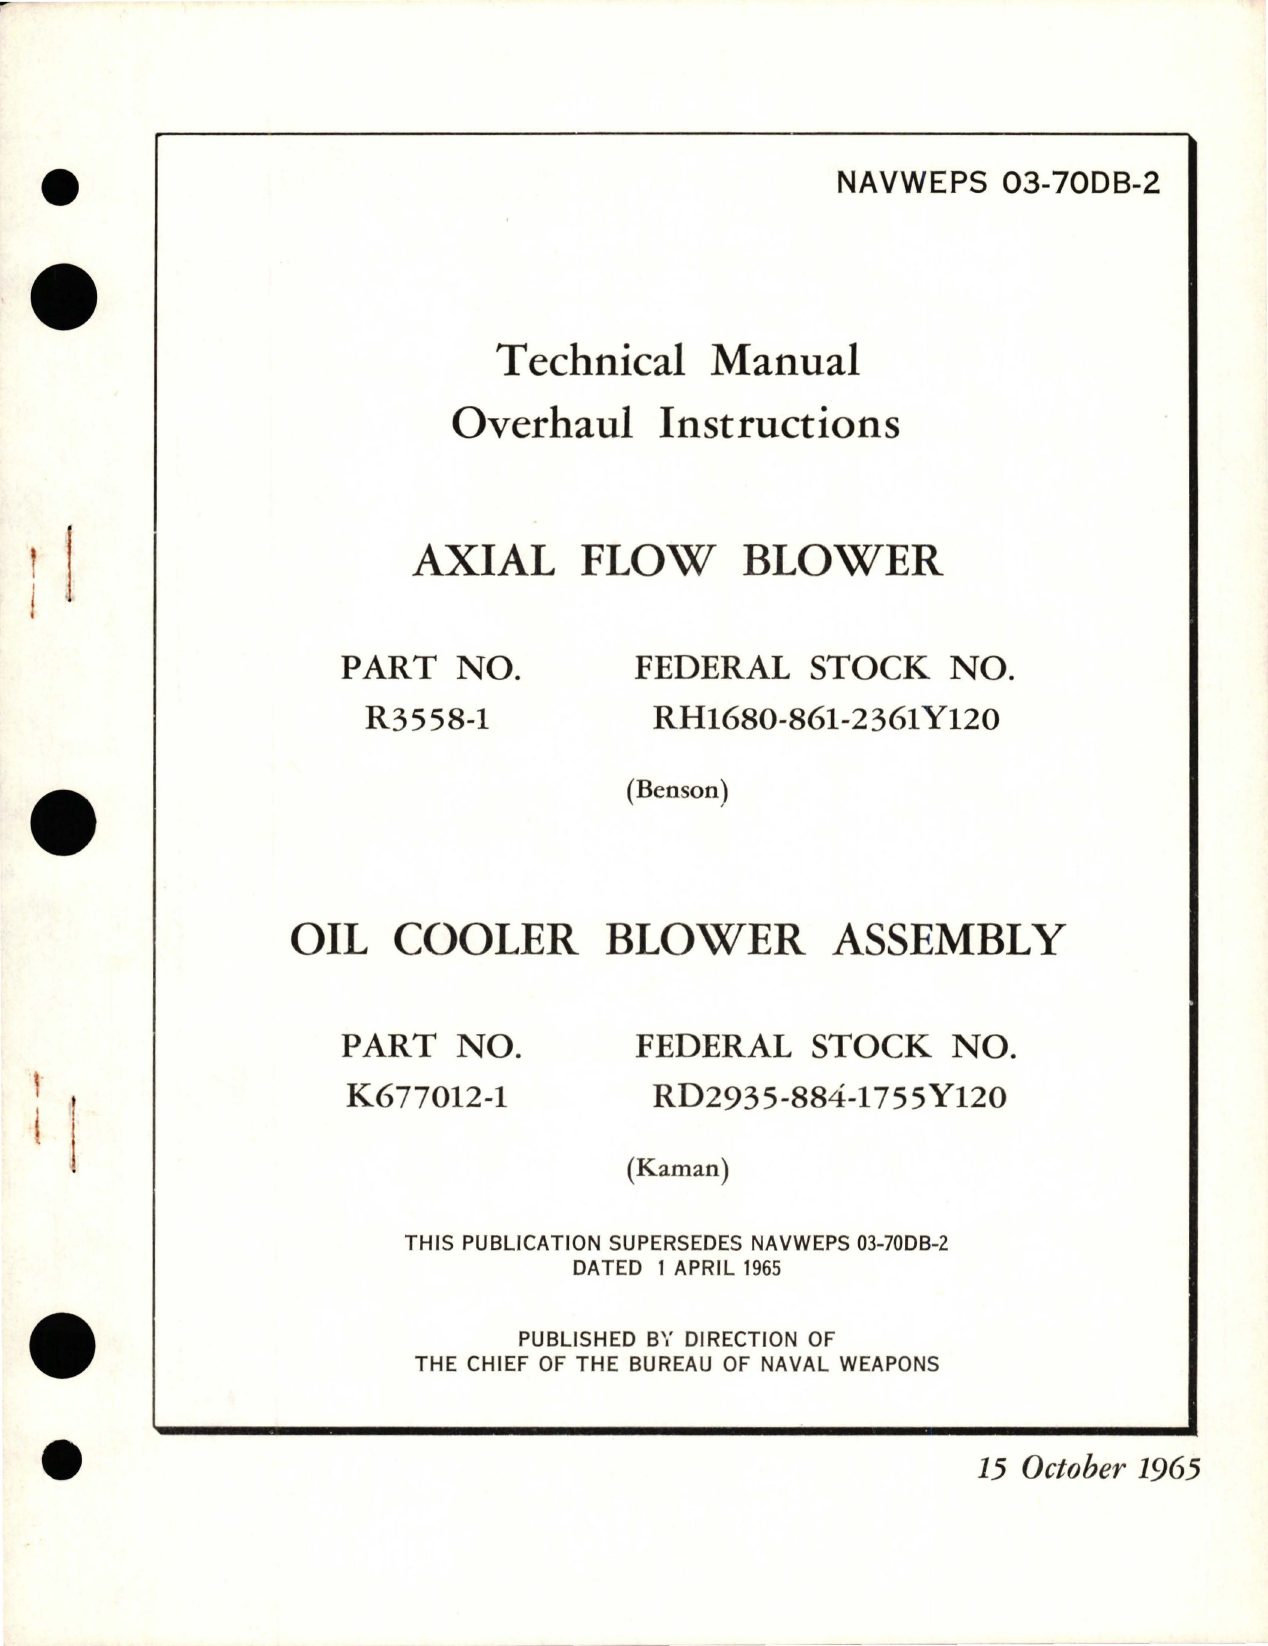 NAVWEPS 03-70DB-2
Technical Manual
Overhaul Instructions
AXIAL FLOW BLOWER
PART NO. FEDERAL STOCK NO.
R3558-1 RH1680-861-2361Y120
(Benson)
OIL COOLER BLOWER ASSEMBLY
PART NO. FEDERAL STOCK NO.
K677012-1 RD2935-884-1755Y120
(Kaman)
THIS PUBLICATION SUPERSEDES NAVWEPS 03-70DB-2
DATED 1 APRIL 1965
PUBLISHED BY DIRECTION OF
THE CHIEF OF THE BUREAU OF NAVAL WEAPONS
15 October 1965